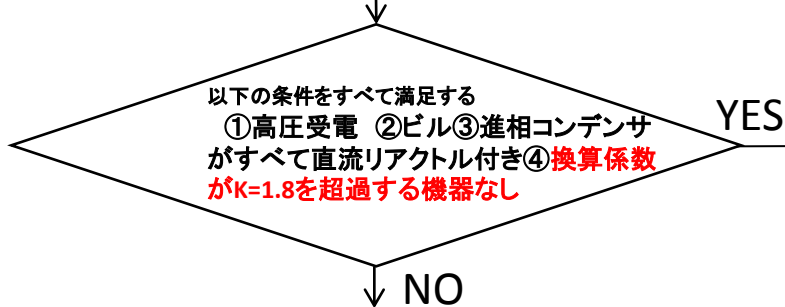 以下の条件をすべて満足する
①高圧受電 ②ビル③進相コンデンサ
がすべて直流リアクトル付き④換算係数
がK=1.8を超過する機器なし
YES
NO